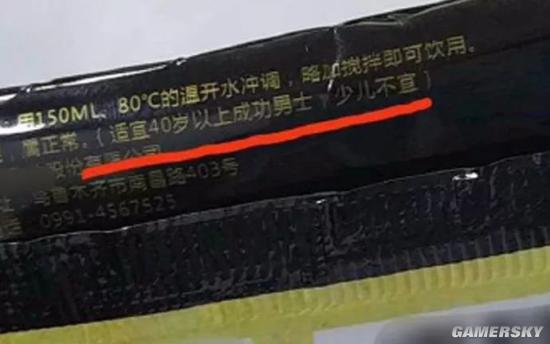 用150ML、80℃的温开水冲调，略加搅拌即可饮用。
属正常。（适宜40岁以上成功男士，少儿不宜）
股份有限公司
乌鲁木齐市南昌路403号
0991-4567525
GAMERSKY